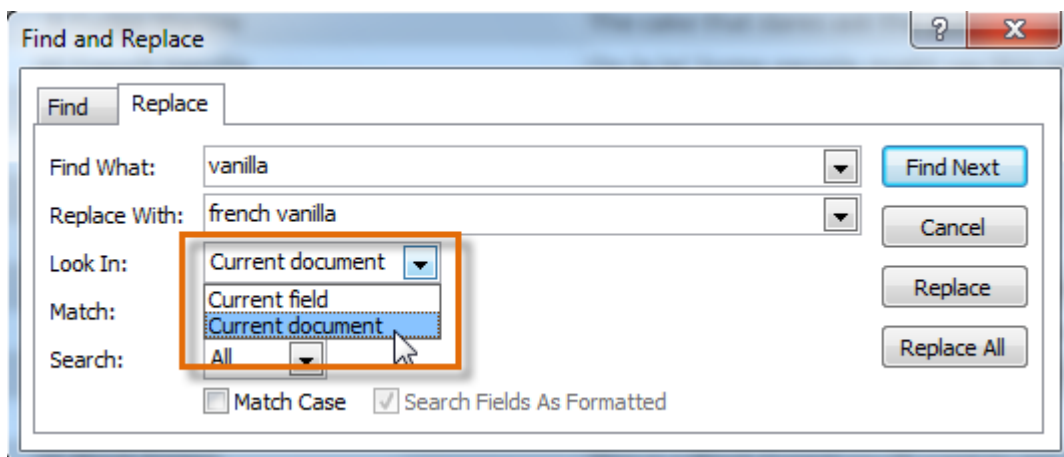 Find and Replace
Find Replace
Find What: vanilla Find Next
Replace With: french vanilla Cancel
Look In: Current document
Current field Replace
Match: Current document
Search: All Replace All
Match Case Search Fields As Formatted